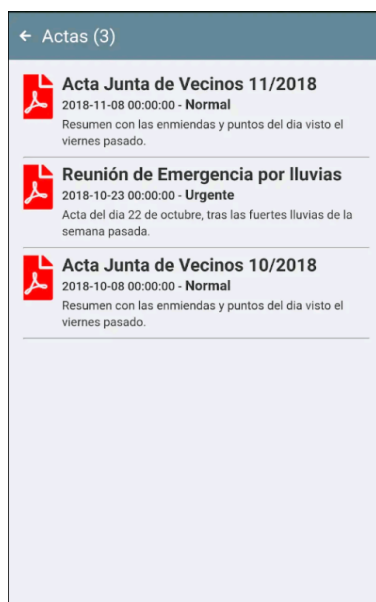 ← Actas (3)
Acta Junta de Vecinos 11/2018
2018-11-08 00:00:00 - Normal
Resumen con las enmiendas y puntos del dia visto el
viernes pasado.
Reunión de Emergencia por lluvias
2018-10-23 00:00:00 - Urgente
Acta del dia 22 de octubre, tras las fuertes lluvias de la
semana pasada.
Acta Junta de Vecinos 10/2018
2018-10-08 00:00:00 - Normal
Resumen con las enmiendas y puntos del dia visto el
viernes pasado.